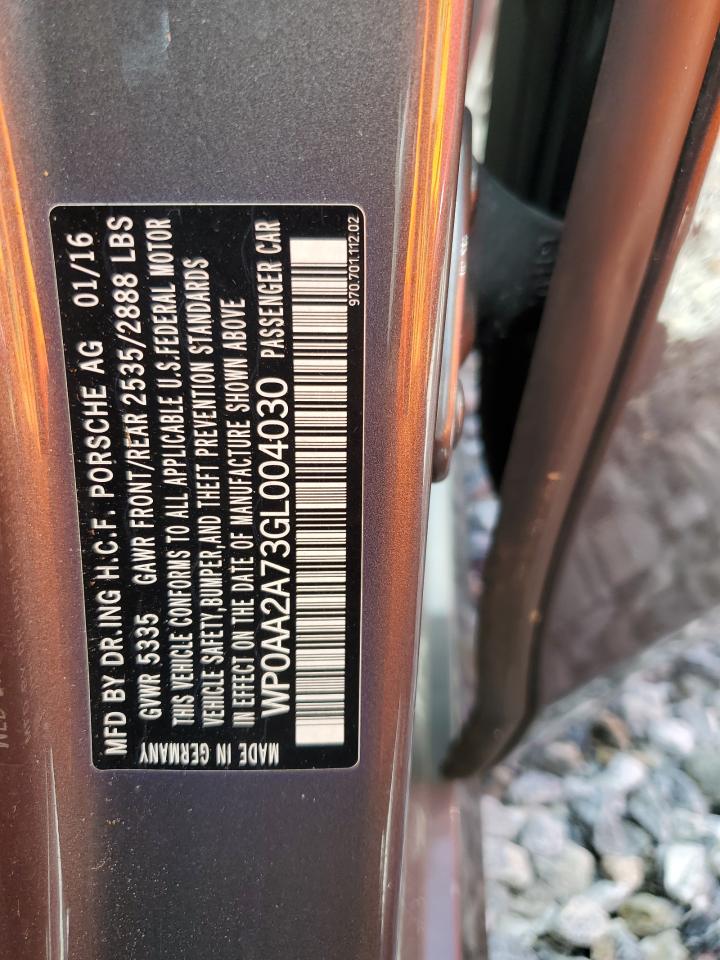 MFD BY DR.ING H.C.F. PORSCHE AG 01/16
GVWR 5335 GAWR FRONT/REAR 2535/2888 LBS
THIS VEHICLE CONFORMS TO ALL APPLICABLE U.S.FEDERAL MOTOR
VEHICLE SAFETY,BUMPER,AND THEFT PREVENTION STANDARDS
IN EFFECT ON THE DATE OF MANUFACTURE SHOWN ABOVE
WP0AA2A73GL004030 PASSENGER CAR
MADE IN GERMANY
970.701.112.02